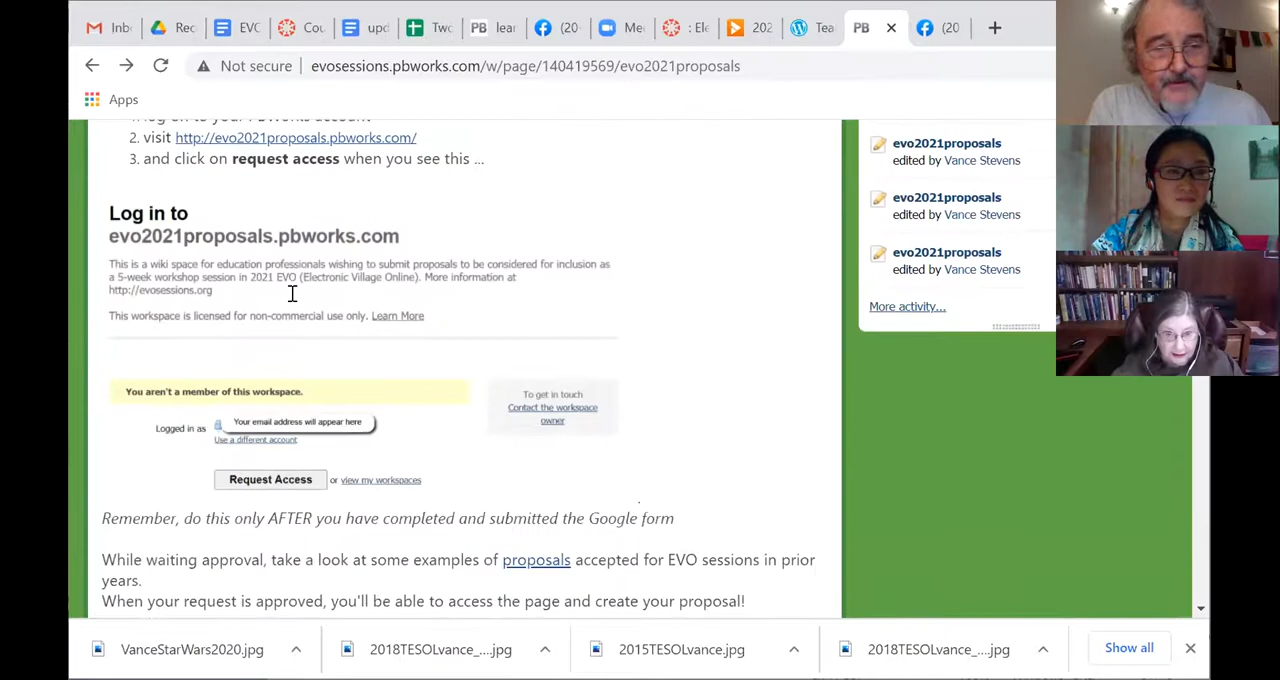 Inb
Rec
EVO
Cou
upd
Two
PB lear
(20
Me
: Ele
202
Tea
PB
(20
Not secure
evosessions.pbworks.com/w/page/140419569/evo2021proposals
Apps
2. visit http://evo2021proposals.pbworks.com/
3. and click on request access when you see this ...
Log in to
evo2021proposals.pbworks.com
This is a wiki space for education professionals wishing to submit proposals to be considered for inclusion as
a 5-week workshop session in 2021 EVO (Electronic Village Online). More information at
http://evosessions.org
This workspace is licensed for non-commercial use only. Learn More
You aren't a member of this workspace.
Logged in as
Your email address will appear here
Use a different account
To get in touch
Contact the workspace
owner
Request Access or view my workspaces
Remember, do this only AFTER you have completed and submitted the Google form
While waiting approval, take a look at some examples of proposals accepted for EVO sessions in prior
years.
When your request is approved, you'll be able to access the page and create your proposal!
evo2021proposals
edited by Vance Stevens
evo2021proposals
edited by Vance Stevens
evo2021proposals
edited by Vance Stevens
More activity...
VanceStarWars2020.jpg
2018TESOLvance_....jpg
2015TESOLvance.jpg
2018TESOLvance_....jpg
Show all